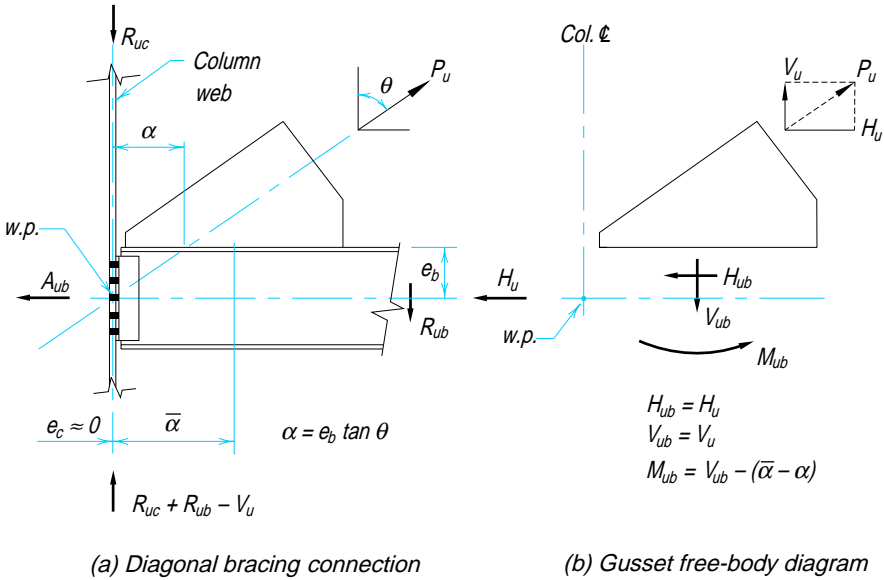 R_uc
Column
web
α
θ
P_u
w.p.
A_ub
e_b
R_ub
e_c ≈ 0
ᾱ
α = e_b tan θ
R_uc + R_ub – V_u
(a) Diagonal bracing connection
Col. ℄
V_u
P_u
H_u
H_u
H_ub
V_ub
w.p.
M_ub
H_ub = H_u
V_ub = V_u
M_ub = V_ub – (ᾱ – α)
(b) Gusset free-body diagram